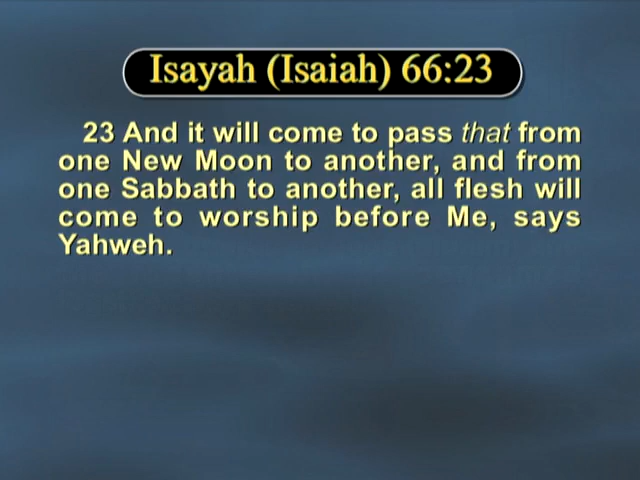 Isayah (Isaiah) 66:23
23 And it will come to pass that from
one New Moon to another, and from
one Sabbath to another, all flesh will
come to worship before Me, says
Yahweh.